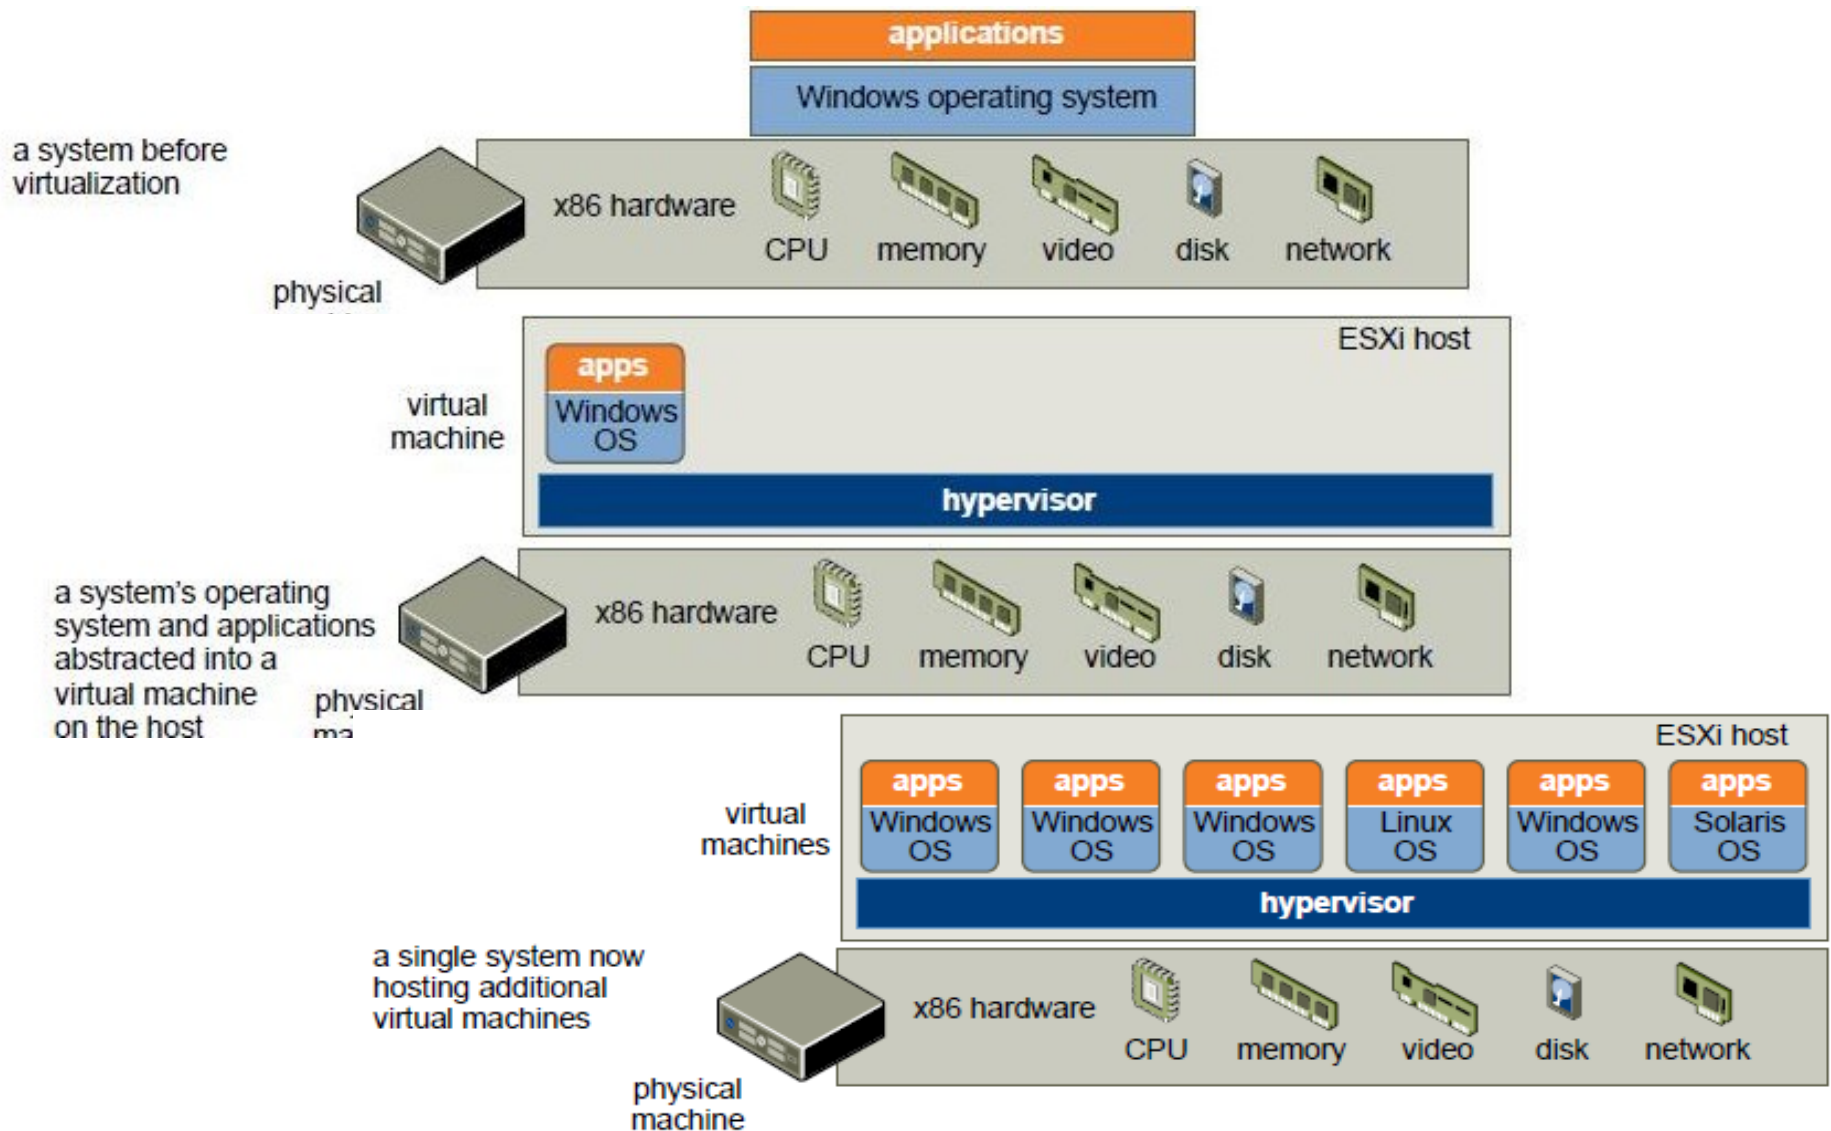 applications
Windows operating system
a system before
virtualization
x86 hardware
CPU
memory
video
disk
network
physical
ESXi host
apps
Windows
OS
virtual
machine
hypervisor
a system's operating
system and applications
abstracted into a
virtual machine
on the host
x86 hardware
CPU
memory
video
disk
network
physical
ESXi host
apps
Windows
OS
apps
Windows
OS
apps
Windows
OS
apps
Linux
OS
apps
Windows
OS
apps
Solaris
OS
virtual
machines
hypervisor
a single system now
hosting additional
virtual machines
x86 hardware
CPU
memory
video
disk
network
physical
machine